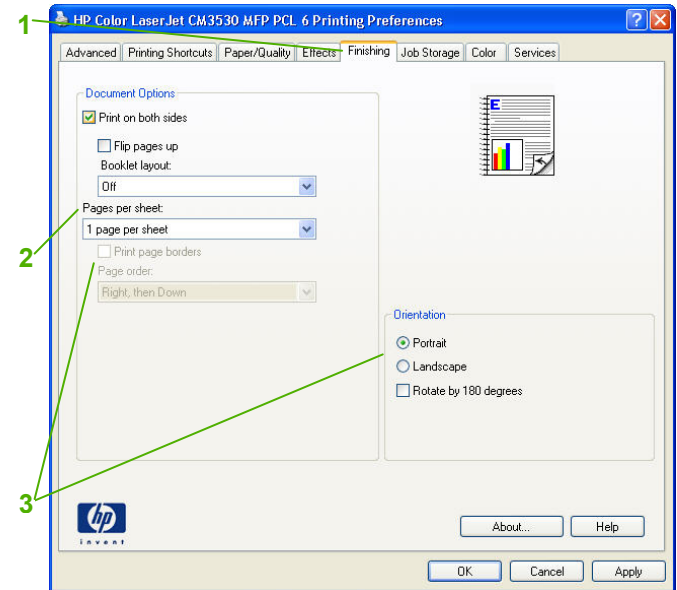 HP Color LaserJet CM3530 MFP PCL 6 Printing Preferences
1
Advanced Printing Shortcuts Paper/Quality Effects Finishing Job Storage Color Services
Document Options
Print on both sides
E
Flip pages up
Booklet layout:
Off
Pages per sheet:
2
1 page per sheet
Print page borders
Page order:
Right, then Down
Orientation
Portrait
Landscape
Rotate by 180 degrees
3
hp
invent
About... Help
OK Cancel Apply